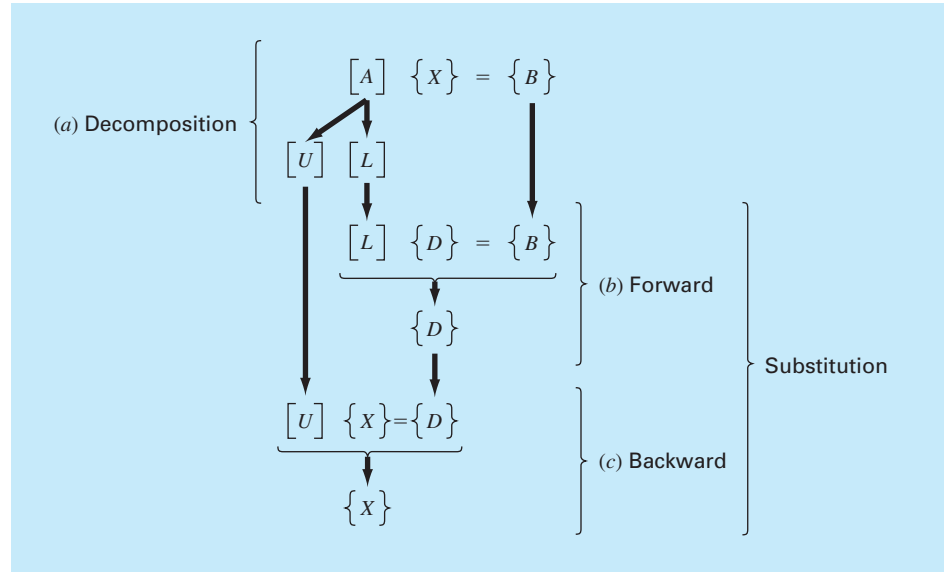 [A] {X} = {B}
(a) Decomposition
[U] [L]
[L] {D} = {B}
(b) Forward
{D}
Substitution
[U] {X}={D}
(c) Backward
{X}